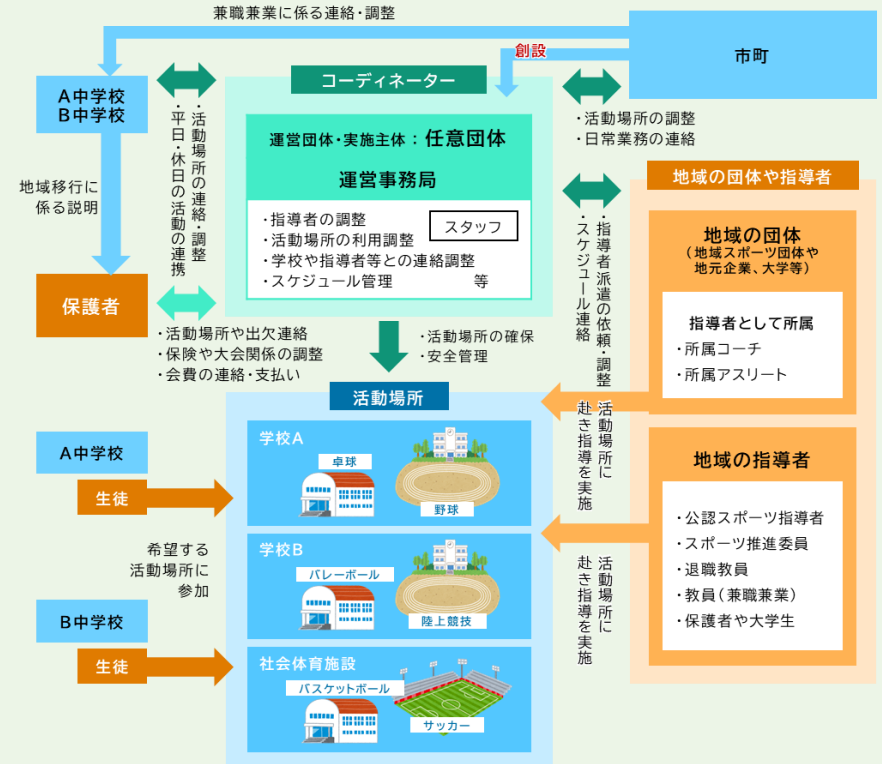 兼職兼業に係る連絡・調整
市町
創設
A中学校
B中学校
・活動場所の連絡・調整
・平日・休日の活動の連携
コーディネーター
運営団体・実施主体：任意団体
運営事務局
・指導者の調整
・活動場所の利用調整
・学校や指導者等との連絡調整
・スケジュール管理　等
スタッフ
・活動場所の調整
・日常業務の連絡
地域移行に
係る説明
保護者
・活動場所や出欠連絡
・保険や大会関係の調整
・会費の連絡・支払い
・活動場所の確保
・安全管理
・指導者派遣の依頼・調整
・スケジュール連絡
地域の団体や指導者
地域の団体
（地域スポーツ団体や
地元企業、大学等）
指導者として所属
・所属コーチ
・所属アスリート
活動場所に
赴き指導を実施
地域の指導者
・公認スポーツ指導者
・スポーツ推進委員
・退職教員
・教員（兼職兼業）
・保護者や大学生
活動場所に
赴き指導を実施
活動場所
学校A
卓球
野球
学校B
バレーボール
陸上競技
社会体育施設
バスケットボール
サッカー
A中学校
生徒
希望する
活動場所に
参加
B中学校
生徒